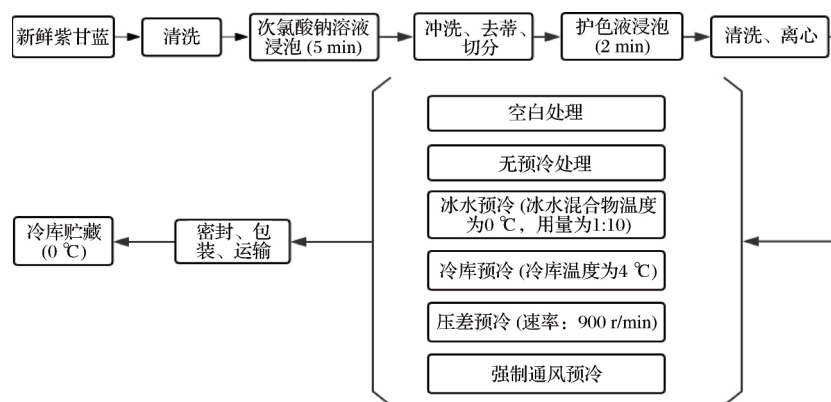 新鲜紫甘蓝
清洗
次氯酸钠溶液
浸泡 (5 min)
冲洗、去蒂、
切分
护色液浸泡
(2 min)
清洗、离心
空白处理
无预冷处理
冰水预冷 (冰水混合物温度
为0 ℃，用量为1:10)
冷库预冷 (冷库温度为4 ℃)
压差预冷 (速率：900 r/min)
强制通风预冷
密封、包
装、运输
冷库贮藏
(0 ℃)